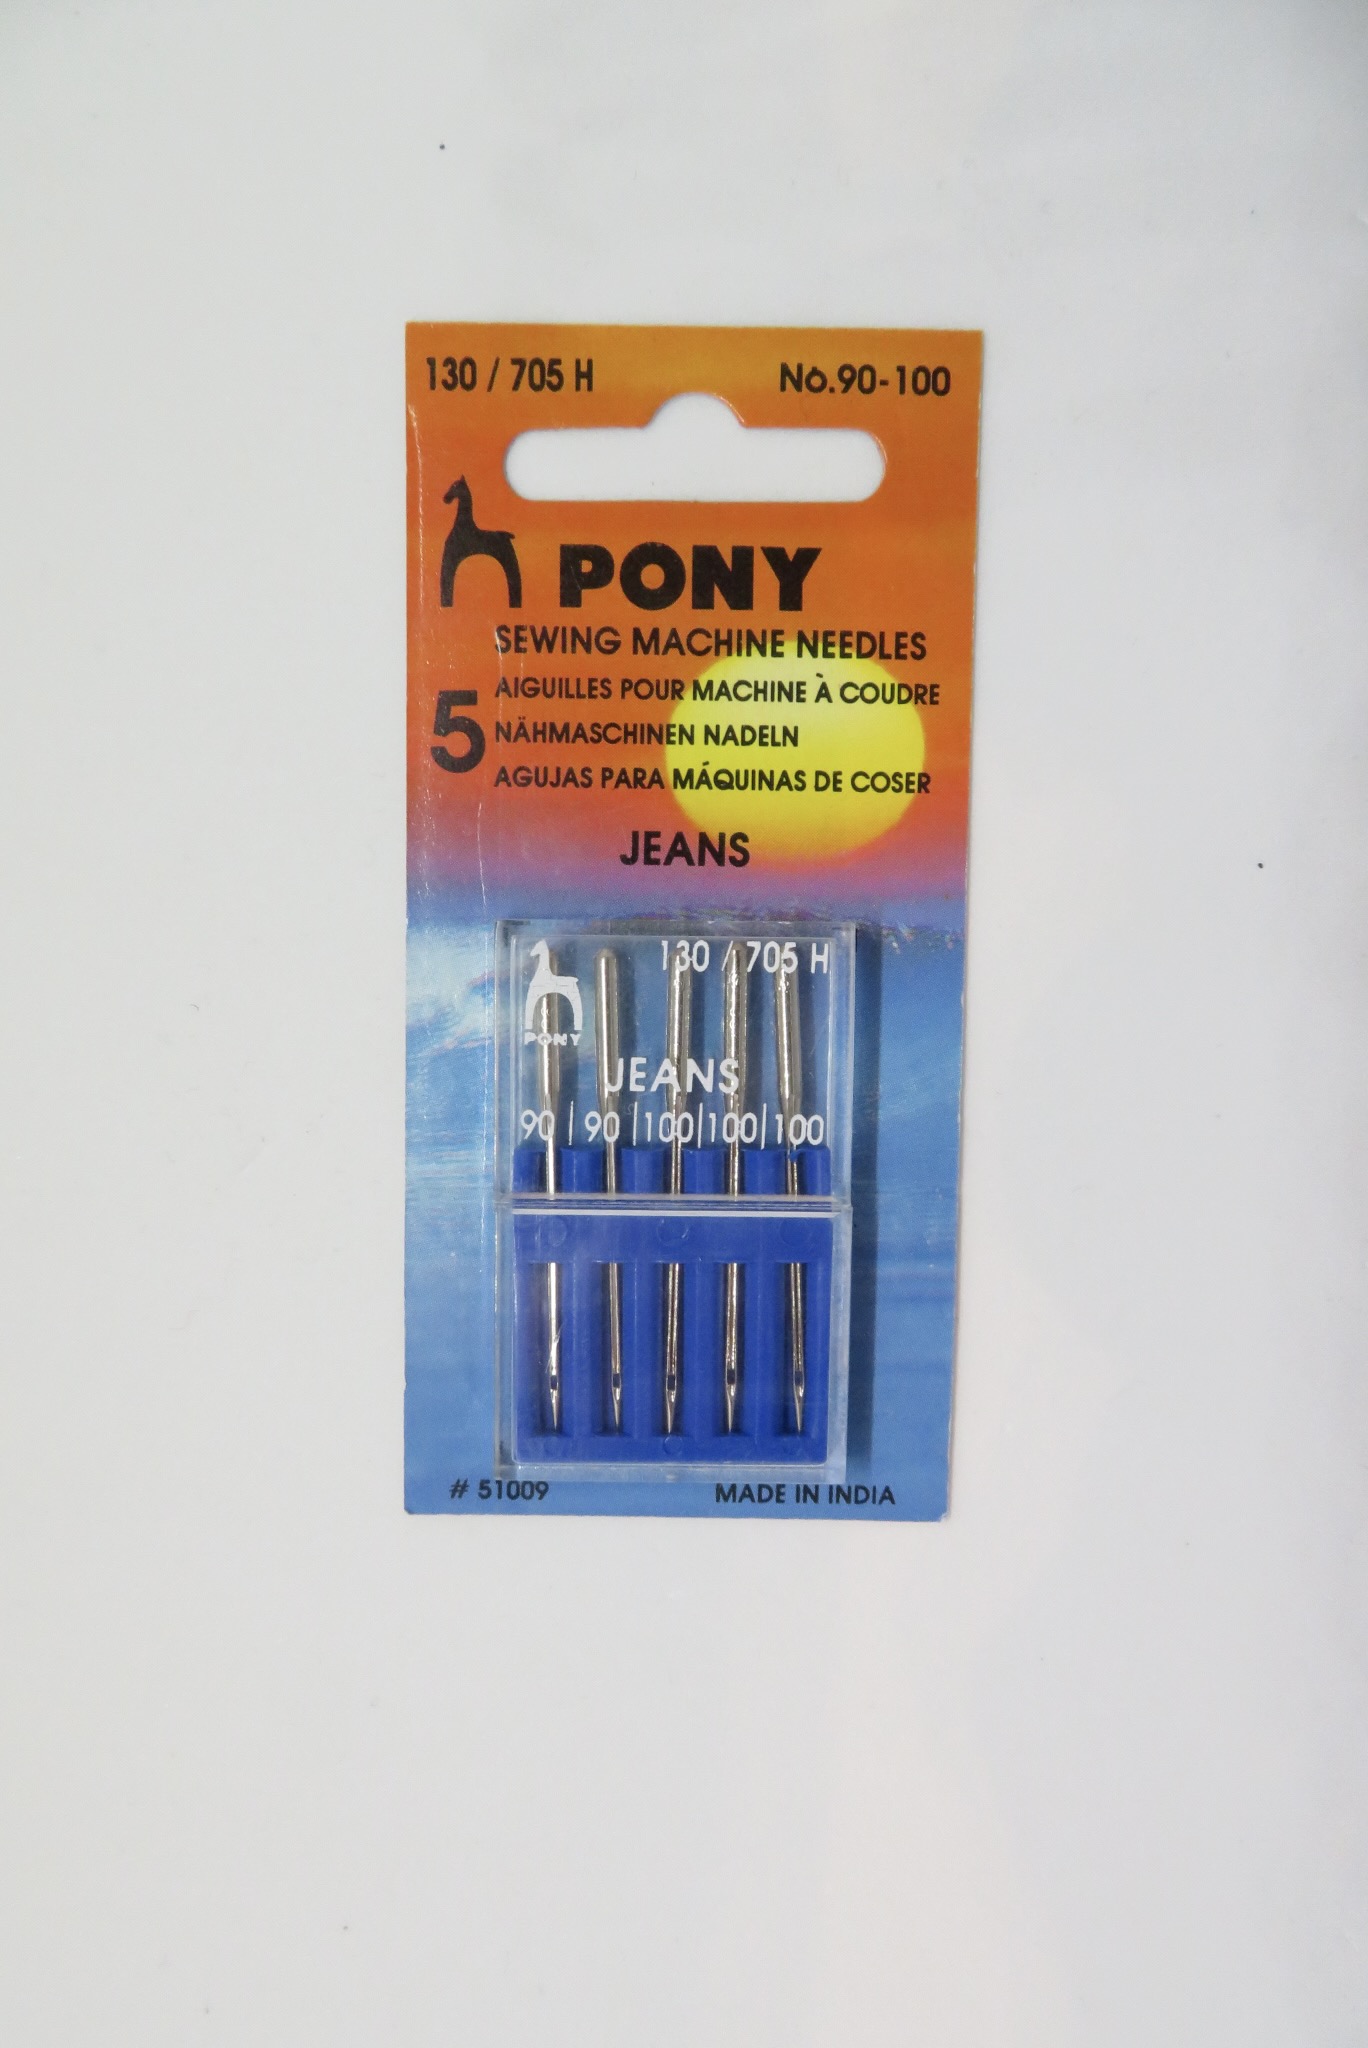 130 / 705 H No.90-100
PONY
SEWING MACHINE NEEDLES
AIGUILLES POUR MACHINE À COUDRE
5 NÄHMASCHINEN NADELN
AGUJAS PARA MÁQUINAS DE COSER
JEANS
130 / 705 H
PONY
JEANS
90 / 90 |100|100|100
# 51009 MADE IN INDIA